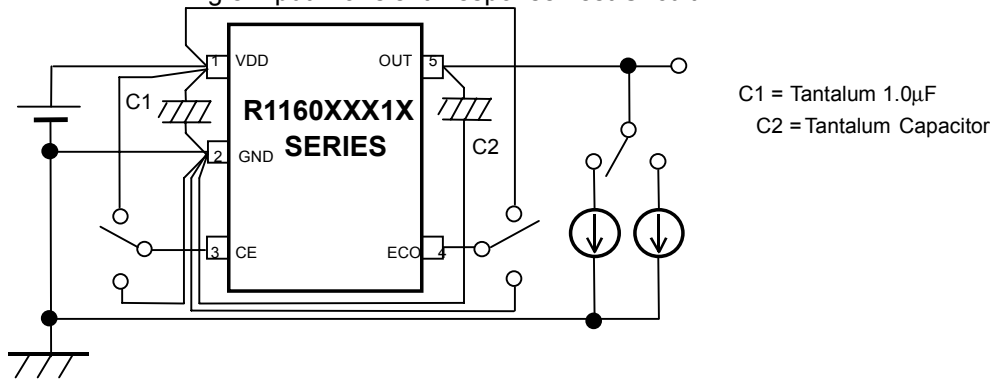 1 VDD
OUT 5
C1
R1160XXX1X
SERIES
2 GND
C2
3 CE
ECO 4
C1 = Tantalum 1.0μF
C2 = Tantalum Capacitor